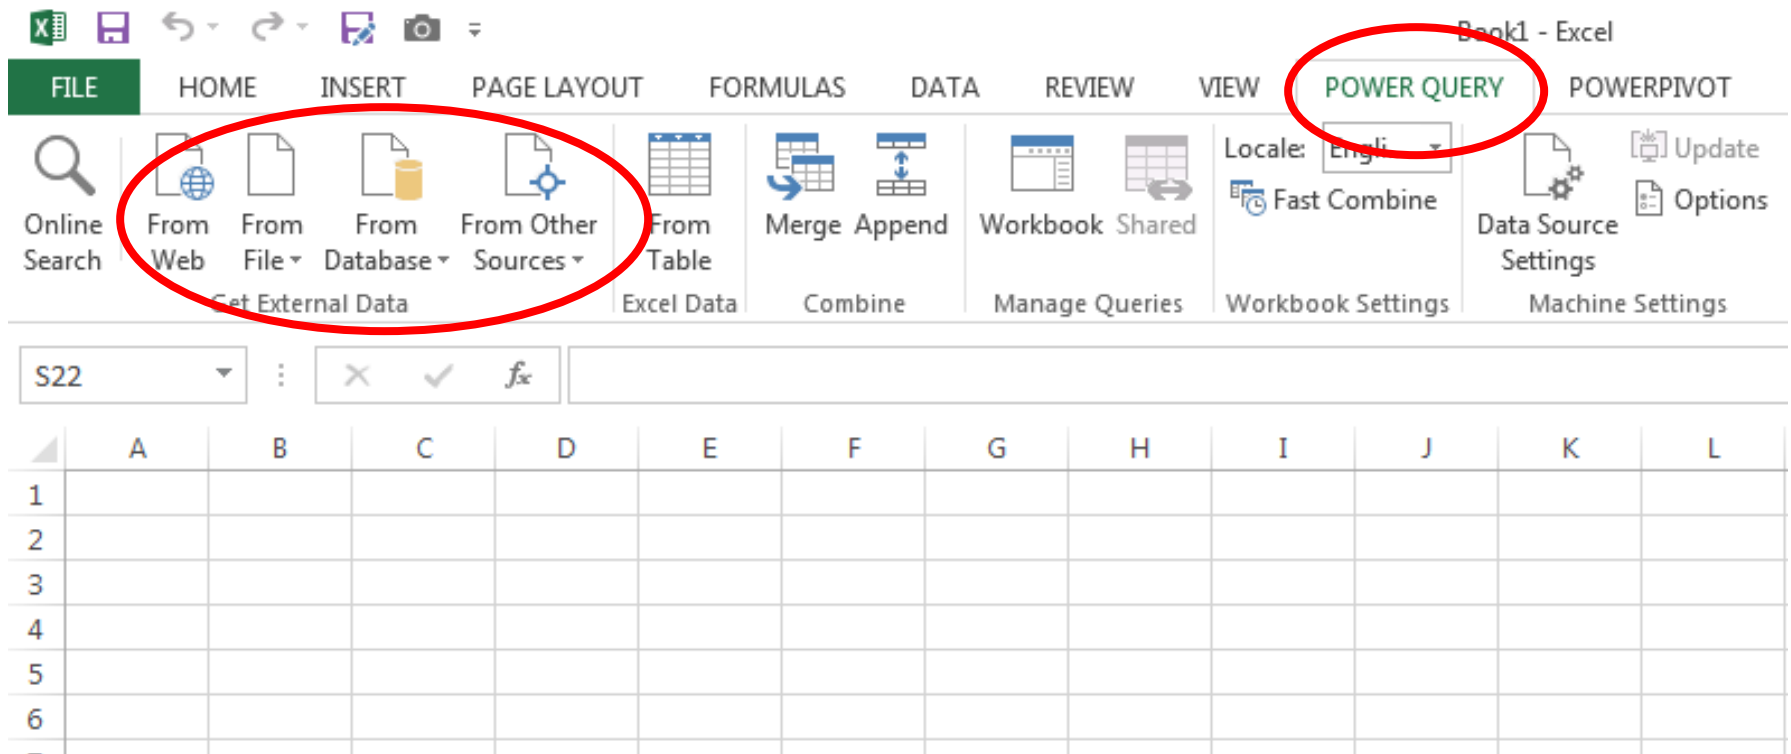 Book1 - Excel
FILE HOME INSERT PAGE LAYOUT FORMULAS DATA REVIEW VIEW POWER QUERY POWERPIVOT
Locale: Engli Update
Fast Combine Options
Online From From From From Other From Merge Append Workbook Shared Data Source
Search Web File Database Sources Table Settings
Get External Data Excel Data Combine Manage Queries Workbook Settings Machine Settings
S22 fx
A B C D E F G H I J K L
1
2
3
4
5
6